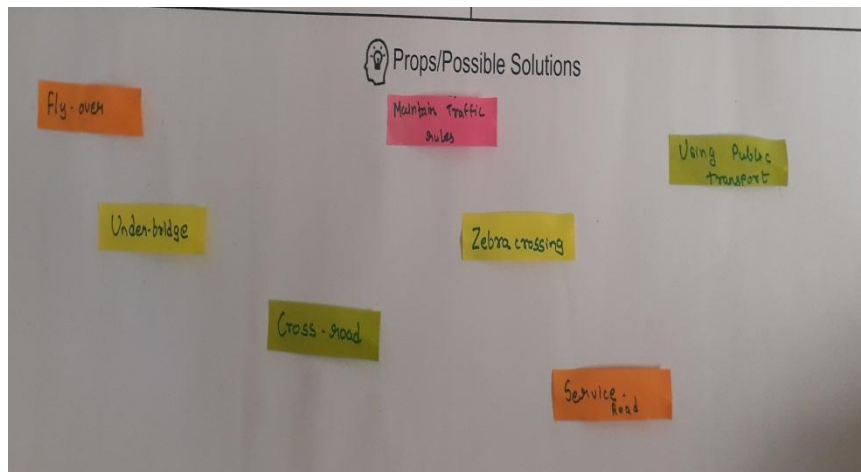 Props/Possible Solutions
Fly-over
Maintain Traffic
rules
Using Public
transport
Under-bridge
Zebra crossing
Cross-road
Service-
Road